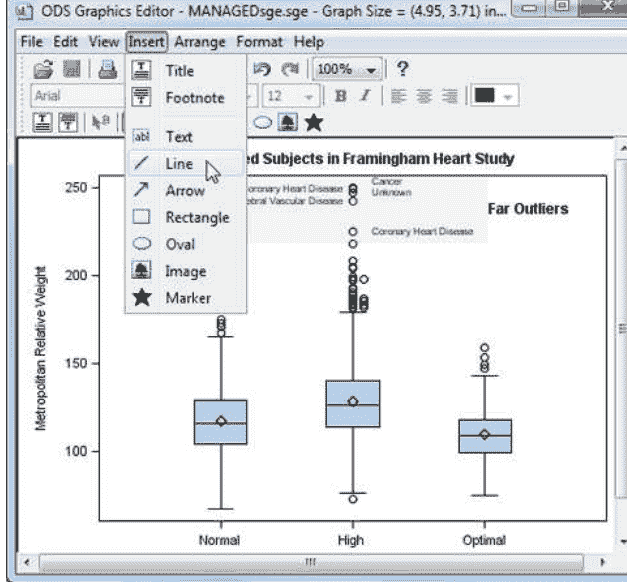 ODS Graphics Editor - MANAGEDsge.sge - Graph Size = (4.95, 3.71) in...
File Edit View Insert Arrange Format Help
Title
100%
?
Arial
Footnote
12
B I
abl Text
Line
ed Subjects in Framingham Heart Study
Arrow
Rectangle
Oval
Image
Marker
oronary Heart Disease
Cancer
ebral Vascular Disease
Unknown
Far Outliers
Coronary Heart Disease
Metropolitan Relative Weight
250
200
150
100
Normal High Optimal